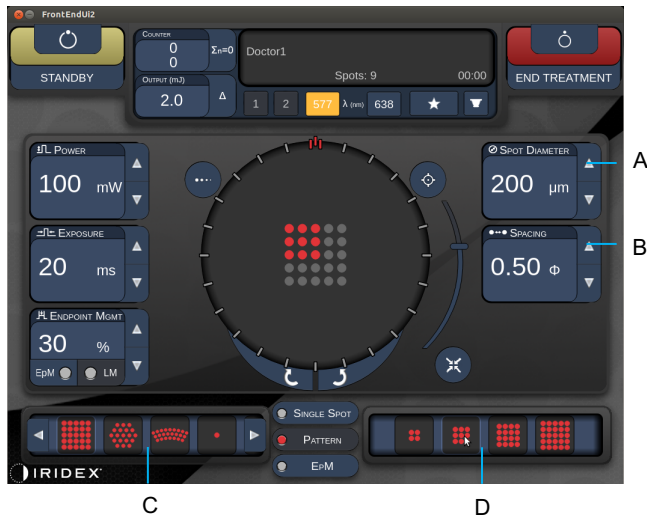 FrontEndUi2
STANDBY
COUNTER
0
0
Σn=0
OUTPUT (mJ)
2.0
Δ
Doctor1
Spots: 9
00:00
1
2
577
λ (nm)
638
END TREATMENT
POWER
100 mW
EXPOSURE
20 ms
ENDPOINT MGMT
30 %
EpM
LM
SPOT DIAMETER
200 µm
SPACING
0.50 Φ
A
B
SINGLE SPOT
PATTERN
EPM
IRIDEX
C
D